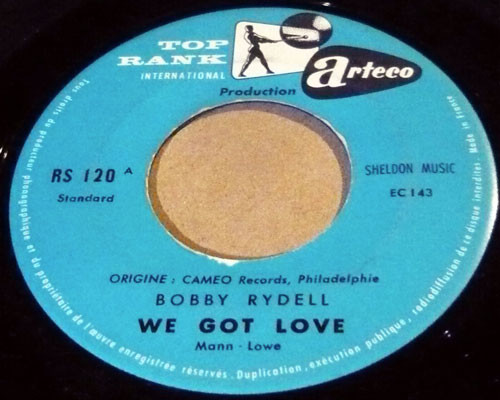 TOP
RANK
INTERNATIONAL
arteco
Production
RS 120 A
Standard
SHELDON MUSIC
EC 143
ORIGINE : CAMEO Records, Philadelphie
BOBBY RYDELL
WE GOT LOVE
Mann - Lowe
Tous droits du producteur phonographique et du propriétaire de l'œuvre enregistrée réservés. Duplication, exécution publique, radiodiffusion de ce disque interdites. Made in France